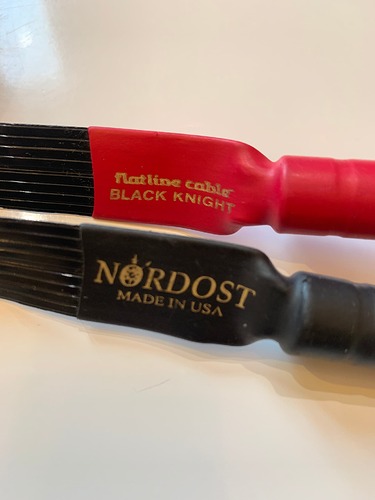 flatline cable
BLACK KNIGHT
NORDOST
MADE IN USA